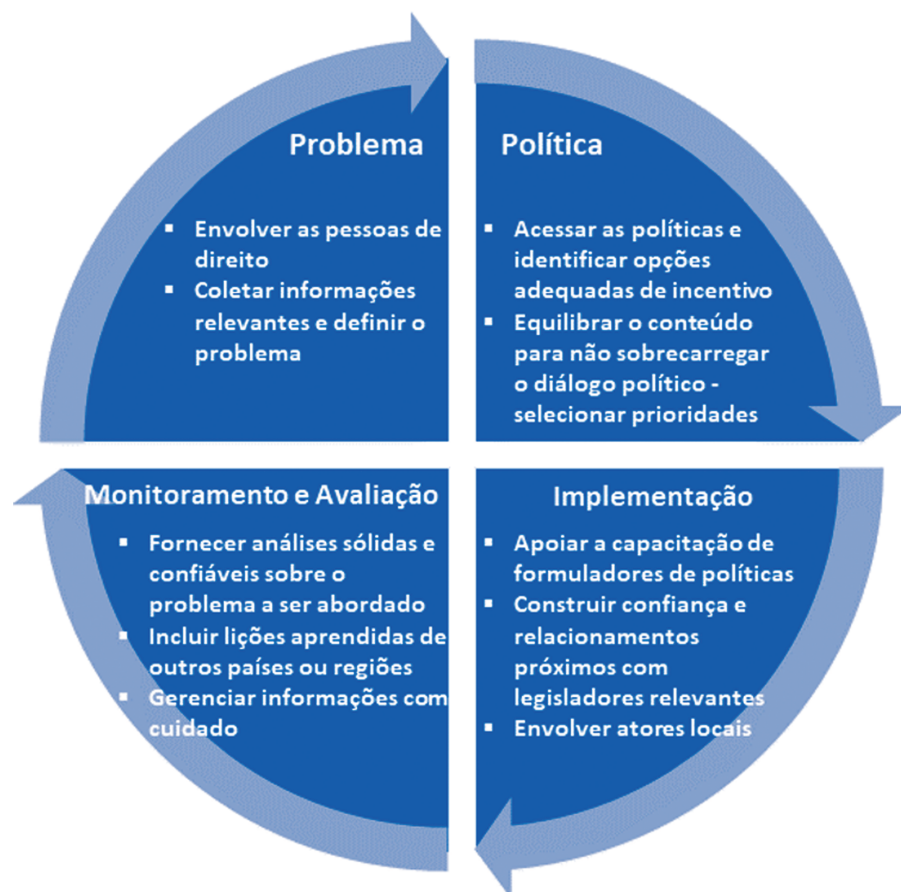 Problema
Envolver as pessoas de
direito
Coletar informações
relevantes e definir o
problema
Política
Acessar as políticas e
identificar opções
adequadas de incentivo
Equilibrar o conteúdo
para não sobrecarregar
o diálogo político -
selecionar prioridades
Monitoramento e Avaliação
Fornecer análises sólidas e
confiáveis sobre o
problema a ser abordado
Incluir lições aprendidas de
outros países ou regiões
Gerenciar informações com
cuidado
Implementação
Apoiar a capacitação de
formuladores de políticas
Construir confiança e
relacionamentos
próximos com
legisladores relevantes
Envolver atores locais